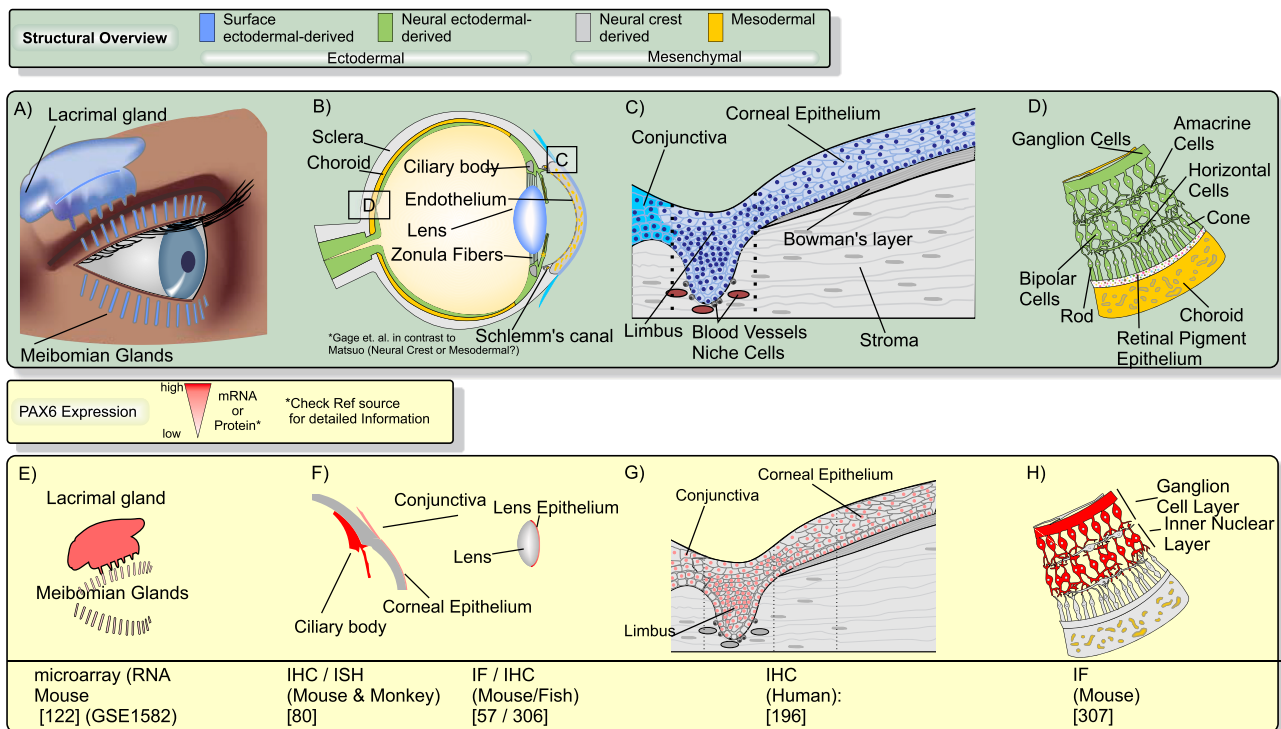 Structural Overview
Surface
ectodermal-derived
Neural ectodermal-
derived
Neural crest
derived
Mesodermal
Ectodermal
Mesenchymal
A)
Lacrimal gland
Meibomian Glands
B)
Sclera
Choroid
Ciliary body
C
Endothelium
D
Lens
Zonula Fibers
Schlemm's canal
*Gage et. al. in contrast to
Matsuo (Neural Crest or Mesodermal?)
C)
Corneal Epithelium
Conjunctiva
Bowman's layer
Limbus
Blood Vessels
Niche Cells
Stroma
D)
Ganglion Cells
Amacrine
Cells
Horizontal
Cells
Cone
Bipolar
Cells
Rod
Choroid
Retinal Pigment
Epithelium
PAX6 Expression
high
low
mRNA
or
Protein*
*Check Ref source
for detailed Information
E)
Lacrimal gland
Meibomian Glands
F)
Conjunctiva
Lens Epithelium
Lens
Corneal Epithelium
Ciliary body
G)
Corneal Epithelium
Conjunctiva
Limbus
H)
Ganglion
Cell Layer
Inner Nuclear
Layer
microarray (RNA
Mouse
[122] (GSE1582)
IHC / ISH
(Mouse & Monkey)
[80]
IF / IHC
(Mouse/Fish)
[57 / 306]
IHC
(Human):
[196]
IF
(Mouse)
[307]